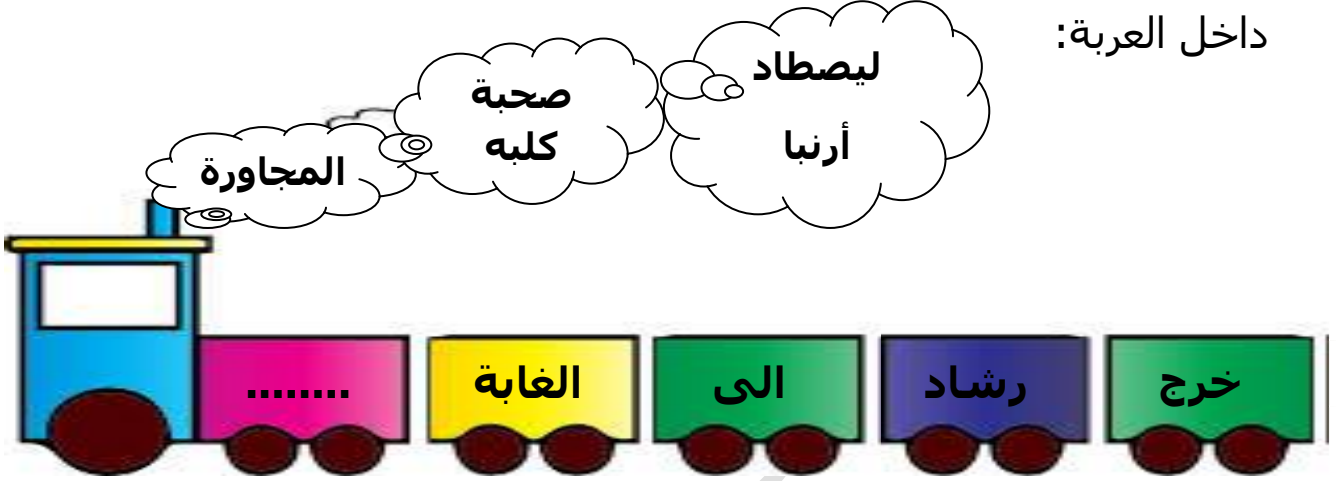 داخل العربة:
ليصطاد
أرنبا
صحبة
كلبه
المجاورة
خرج رشاد الى الغابة ........